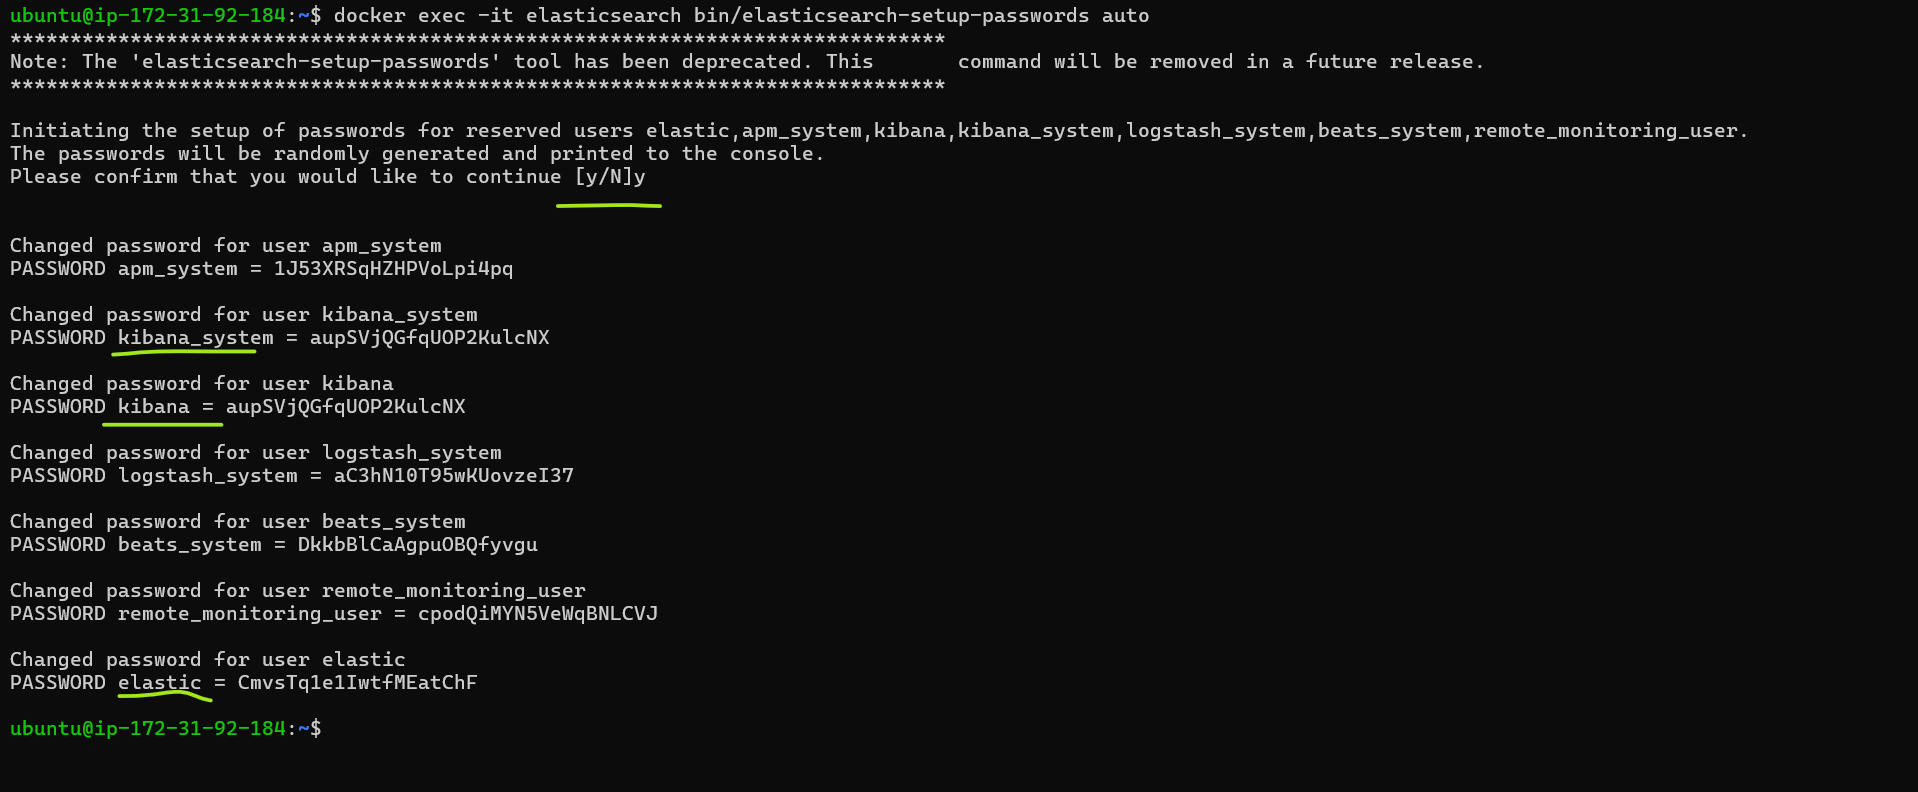 ubuntu@ip-172-31-92-184:~$ docker exec -it elasticsearch bin/elasticsearch-setup-passwords auto
******************************************************************************
Note: The 'elasticsearch-setup-passwords' tool has been deprecated. This       command will be removed in a future release.
******************************************************************************
Initiating the setup of passwords for reserved users elastic,apm_system,kibana,kibana_system,logstash_system,beats_system,remote_monitoring_user.
The passwords will be randomly generated and printed to the console.
Please confirm that you would like to continue [y/N]y
Changed password for user apm_system
PASSWORD apm_system = 1J53XRSqHZHPVoLpi4pq
Changed password for user kibana_system
PASSWORD kibana_system = aupSVjQGfqUOP2KulcNX
Changed password for user kibana
PASSWORD kibana = aupSVjQGfqUOP2KulcNX
Changed password for user logstash_system
PASSWORD logstash_system = aC3hN10T95wKUovzeI37
Changed password for user beats_system
PASSWORD beats_system = DkkbBlCaAgpuOBQfyvgu
Changed password for user remote_monitoring_user
PASSWORD remote_monitoring_user = cpodQiMYN5VeWqBNLCVJ
Changed password for user elastic
PASSWORD elastic = CmvsTq1e1IwtfMEatChF
ubuntu@ip-172-31-92-184:~$